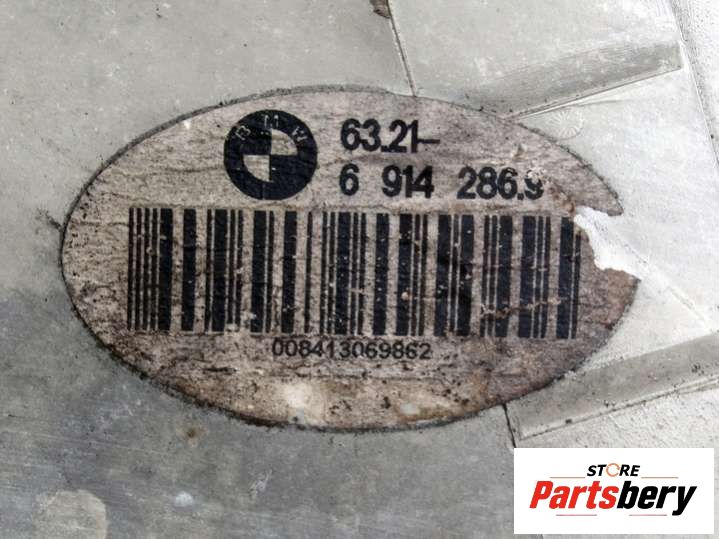 BMW
63.21-
6 914 286.9
008413069862
STORE
Partsbery